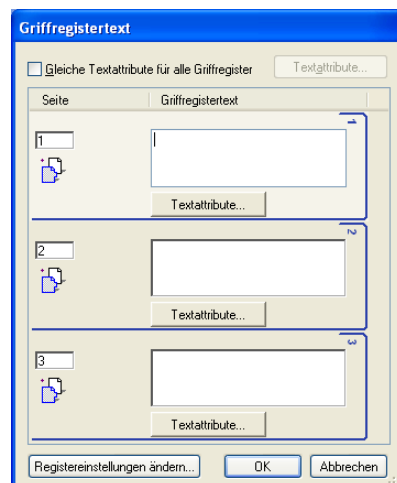 Griffregistertext
Gleiche Textattribute für alle Griffregister Textattribute...
Seite Griffregistertext
1
1
Textattribute...
2
2
Textattribute...
3
3
Textattribute...
Registereinstellungen ändern... OK Abbrechen